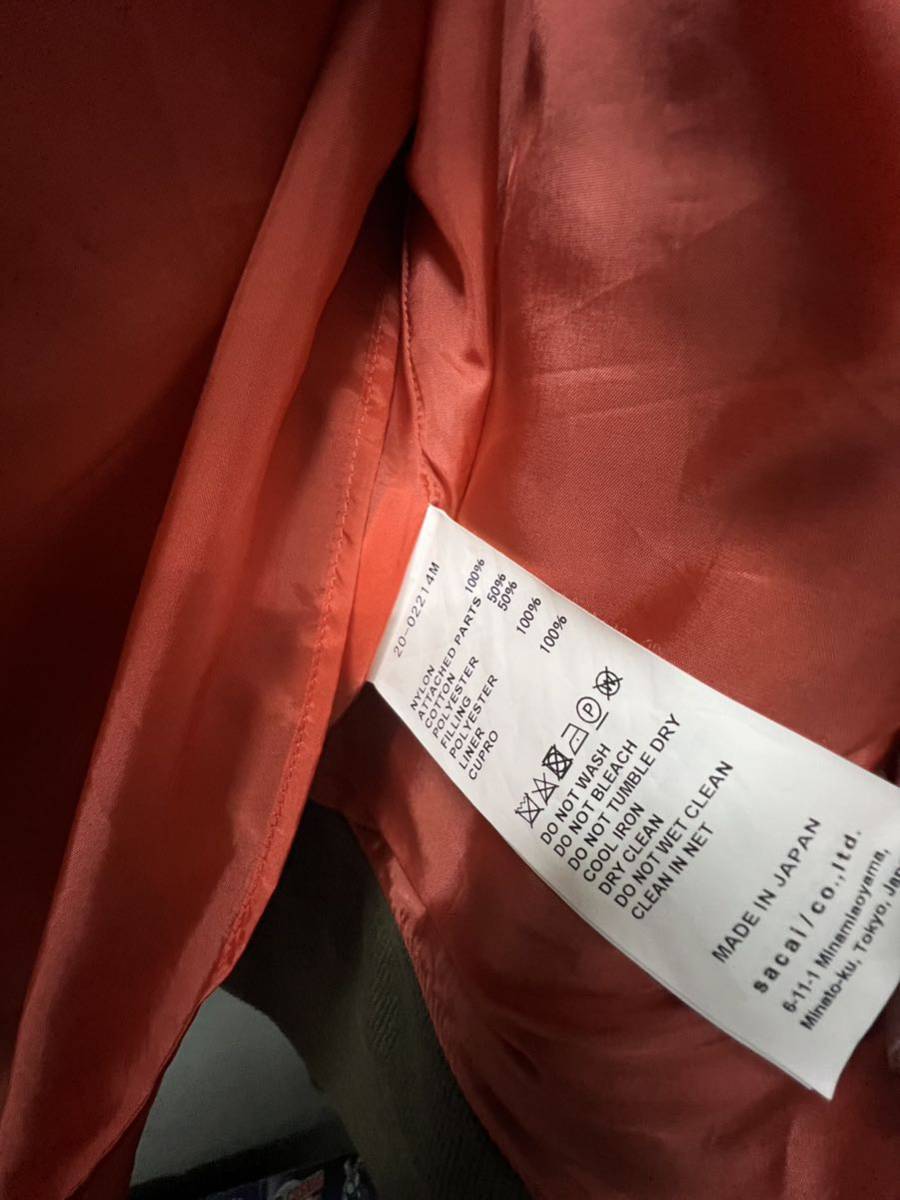 20-02214M
NYLON 100%
ATTACHED PARTS
COTTON 50%
POLYESTER 50%
FILLING
POLYESTER 100%
LINER
CUPRO 100%
P
DO NOT WASH
DO NOT BLEACH
DO NOT TUMBLE DRY
COOL IRON
DRY CLEAN
DO NOT WET CLEAN
CLEAN IN NET
MADE IN JAPAN
sacai/co.,ltd.
6-11-1 Minamiaoyama,
Minato-ku, Tokyo,